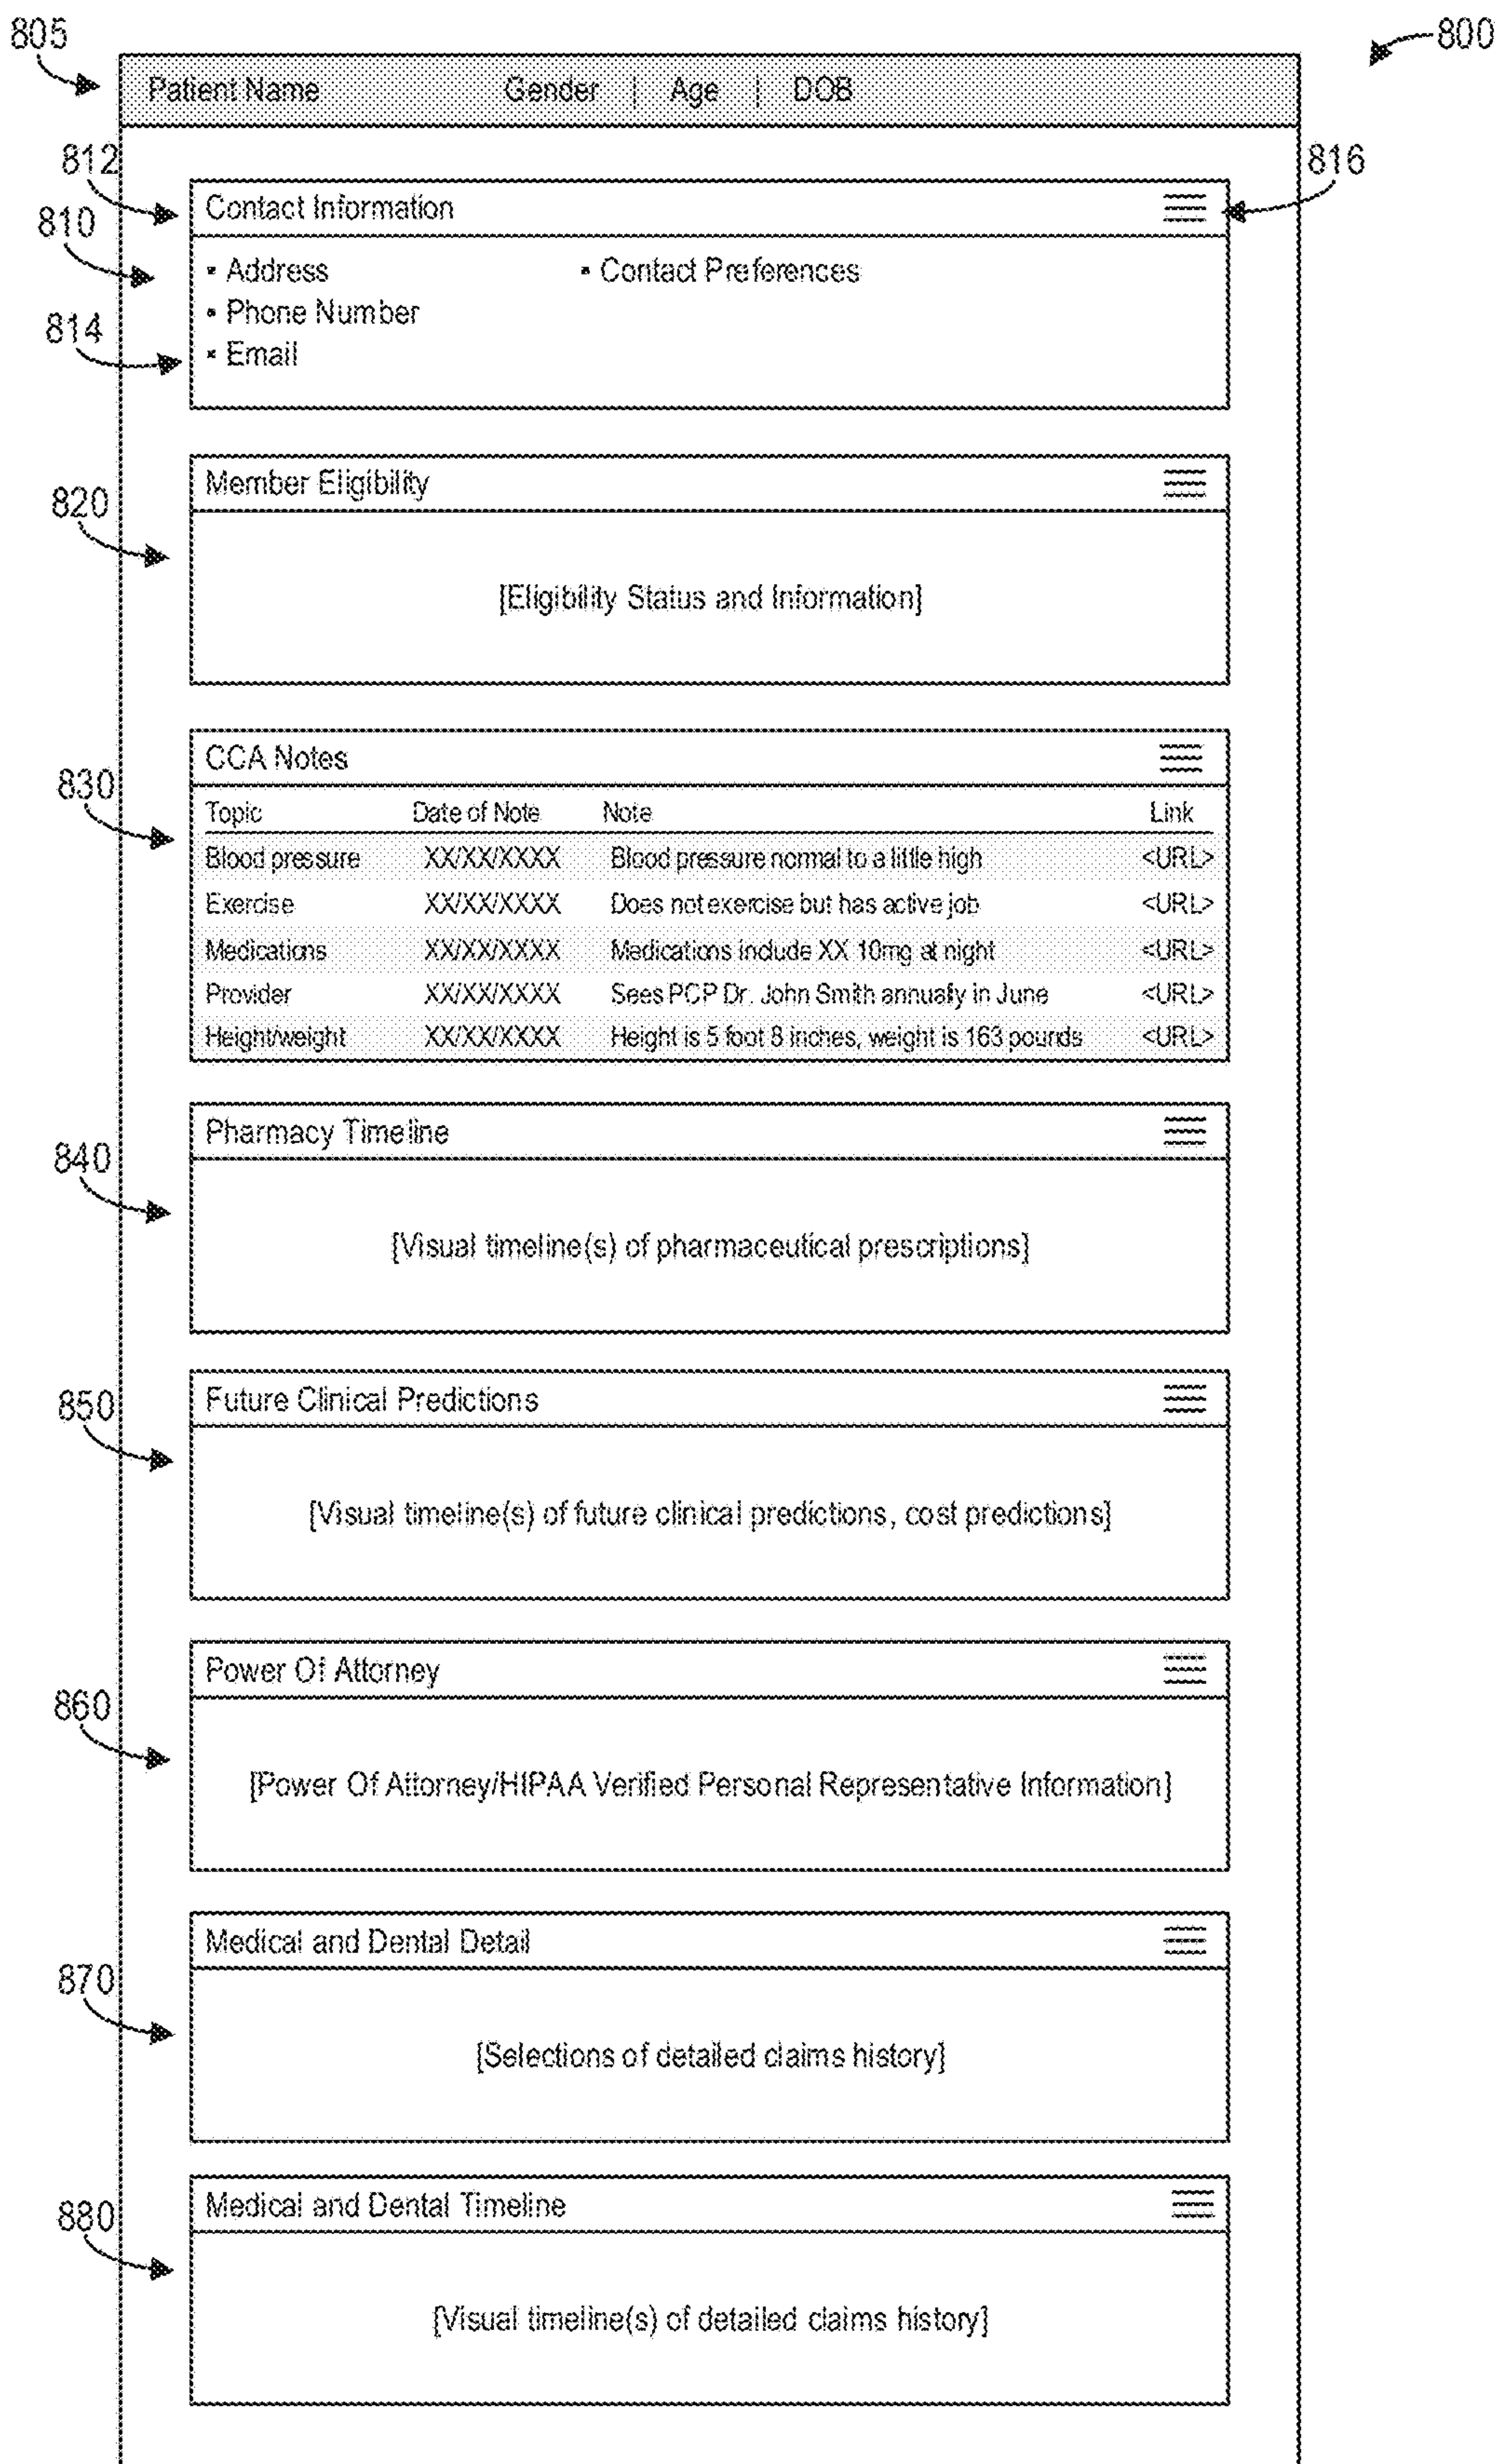 805
800
Patient Name Gender | Age | DOB
812
816
Contact Information
810
▪ Address ▪ Contact Preferences
▪ Phone Number
814
▪ Email
Member Eligibility
820
[Eligibility Status and Information]
CCA Notes
830
Topic Date of Note Note Link
Blood pressure XX/XX/XXXX Blood pressure normal to a little high <URL>
Exercise XX/XX/XXXX Does not exercise but has active job <URL>
Medications XX/XX/XXXX Medications include XX 10mg at night <URL>
Provider XX/XX/XXXX Sees PCP Dr. John Smith annually in June <URL>
Height/weight XX/XX/XXXX Height is 5 foot 8 inches, weight is 163 pounds <URL>
Pharmacy Timeline
840
[Visual timeline(s) of pharmaceutical prescriptions]
Future Clinical Predictions
850
[Visual timeline(s) of future clinical predictions, cost predictions]
Power Of Attorney
860
[Power Of Attorney/HIPAA Verified Personal Representative Information]
Medical and Dental Detail
870
[Selections of detailed claims history]
Medical and Dental Timeline
880
[Visual timeline(s) of detailed claims history]